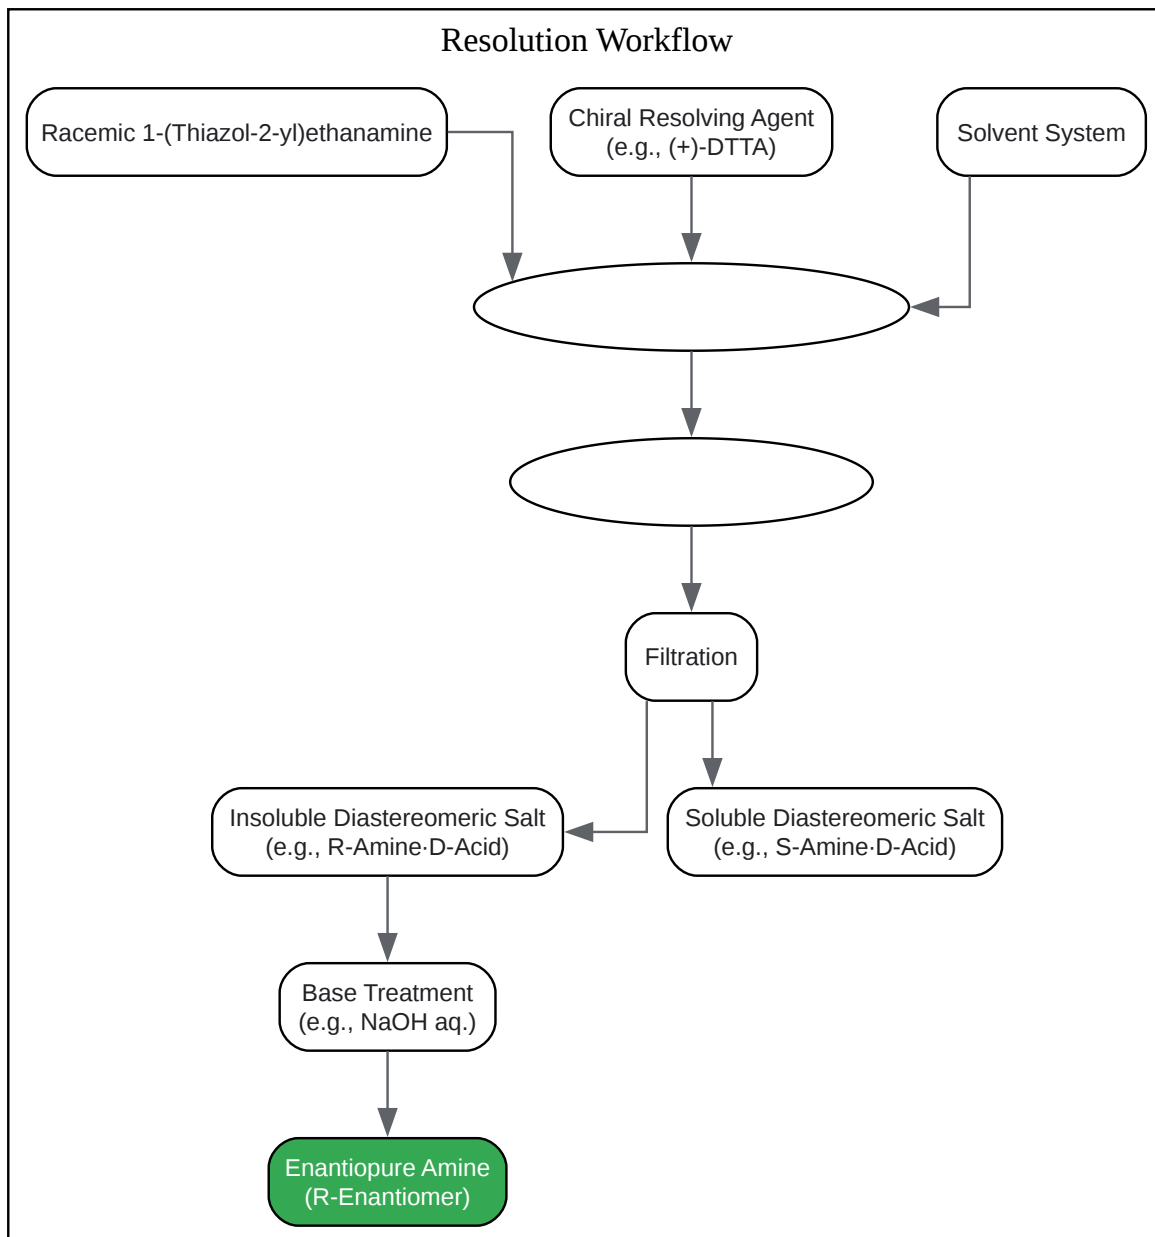 Resolution Workflow
Racemic 1-(Thiazol-2-yl)ethanamine
Chiral Resolving Agent
(e.g., (+)-DTTA)
Solvent System
Filtration
Insoluble Diastereomeric Salt
(e.g., R-Amine·D-Acid)
Soluble Diastereomeric Salt
(e.g., S-Amine·D-Acid)
Base Treatment
(e.g., NaOH aq.)
Enantiopure Amine
(R-Enantiomer)